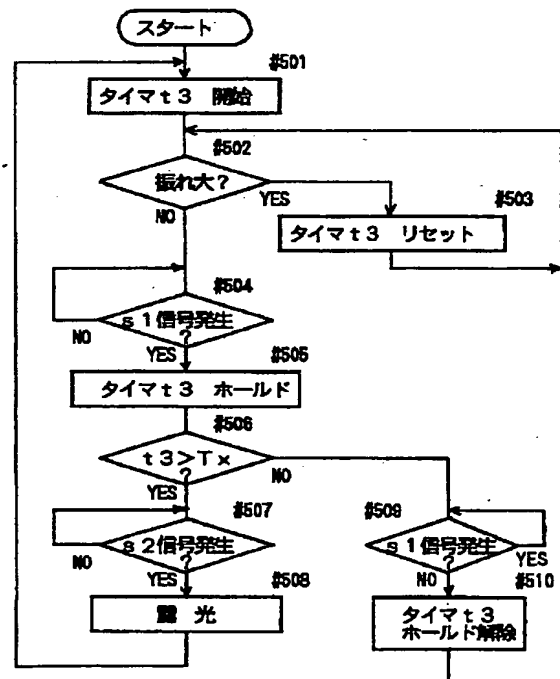 スタート
#501
タイマt3 開始
#502
振れ大?
YES
NO
#503
タイマt3 リセット
#504
s1信号発生
?
NO
YES
#505
タイマt3 ホールド
#506
t3>Tx
?
NO
YES
#507
s2信号発生
?
NO
YES
#508
露 光
#509
s1信号発生
?
YES
NO
#510
タイマt3
ホールド解除